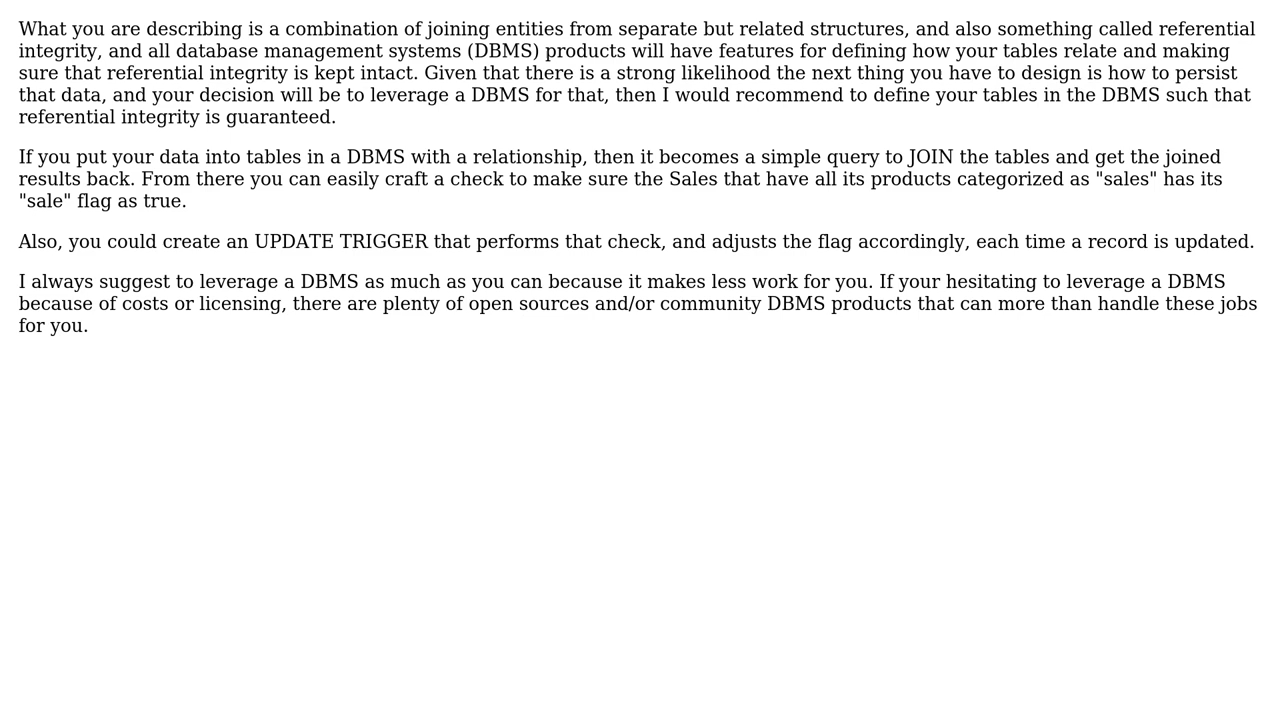 What you are describing is a combination of joining entities from separate but related structures, and also something called referential
integrity, and all database management systems (DBMS) products will have features for defining how your tables relate and making
sure that referential integrity is kept intact. Given that there is a strong likelihood the next thing you have to design is how to persist
that data, and your decision will be to leverage a DBMS for that, then I would recommend to define your tables in the DBMS such that
referential integrity is guaranteed.
If you put your data into tables in a DBMS with a relationship, then it becomes a simple query to JOIN the tables and get the joined
results back. From there you can easily craft a check to make sure the Sales that have all its products categorized as "sales" has its
"sale" flag as true.
Also, you could create an UPDATE TRIGGER that performs that check, and adjusts the flag accordingly, each time a record is updated.
I always suggest to leverage a DBMS as much as you can because it makes less work for you. If your hesitating to leverage a DBMS
because of costs or licensing, there are plenty of open sources and/or community DBMS products that can more than handle these jobs
for you.